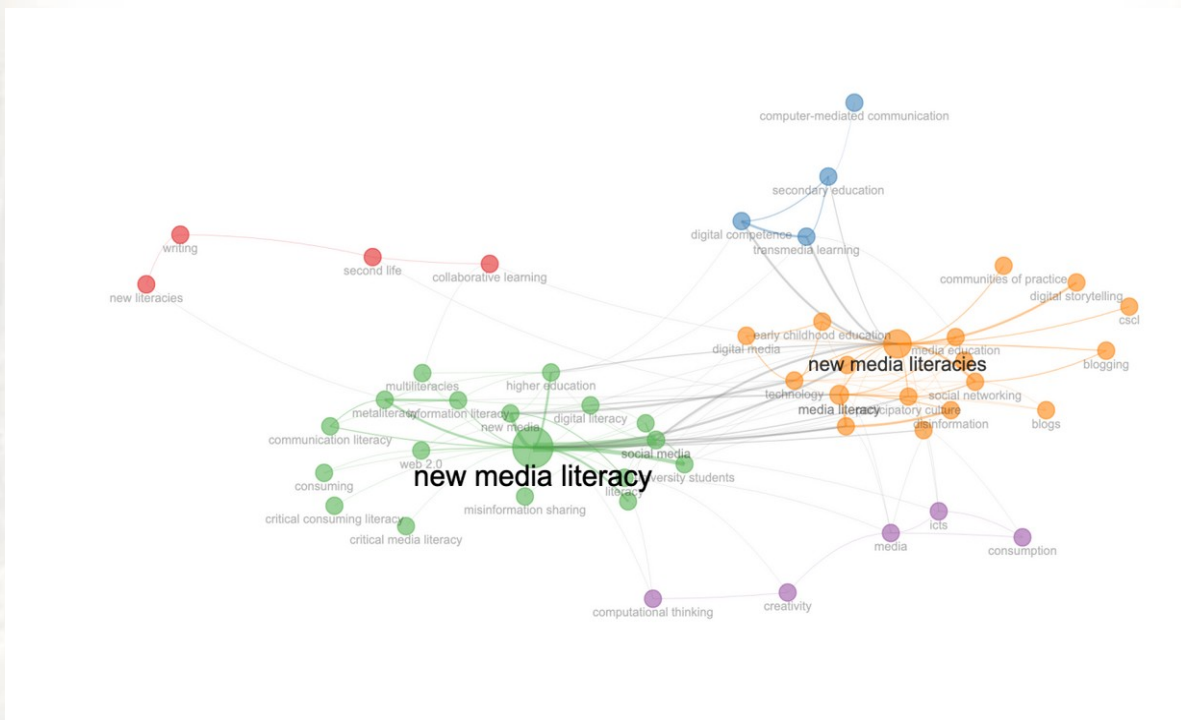 computer-mediated communication
secondary education
digital competence
transmedia learning
writing
second life
collaborative learning
new literacies
communities of practice
digital storytelling
cscl
early childhood education
digital media
media education
new media literacies
blogging
multiliteracies
higher education
technology
social networking
metaliteracy
information literacy
digital literacy
media literacy
participatory culture
blogs
new media
disinformation
communication literacy
social media
web 2.0
new media literacy
university students
consuming
literacy
misinformation sharing
critical consuming literacy
critical media literacy
icts
media
consumption
computational thinking
creativity